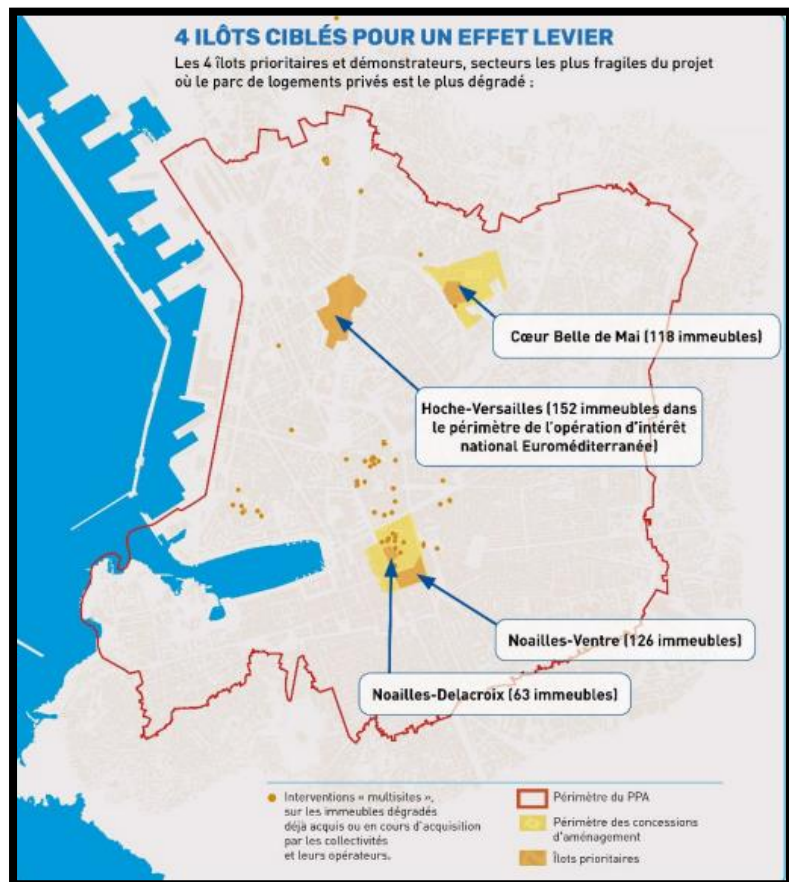 4 ILÔTS CIBLÉS POUR UN EFFET LEVIER
Les 4 îlots prioritaires et démonstrateurs, secteurs les plus fragiles du projet
où le parc de logements privés est le plus dégradé :
Cœur Belle de Mai (118 immeubles)
Hoche-Versailles (152 immeubles dans
le périmètre de l'opération d'intérêt
national Euroméditerranée)
Noailles-Ventre (126 immeubles)
Noailles-Delacroix (63 immeubles)
Interventions « multisites »,
sur les immeubles dégradés
déjà acquis ou en cours d'acquisition
par les collectivités
et leurs opérateurs.
Périmètre du PPA
Périmètre des concessions
d'aménagement
Îlots prioritaires